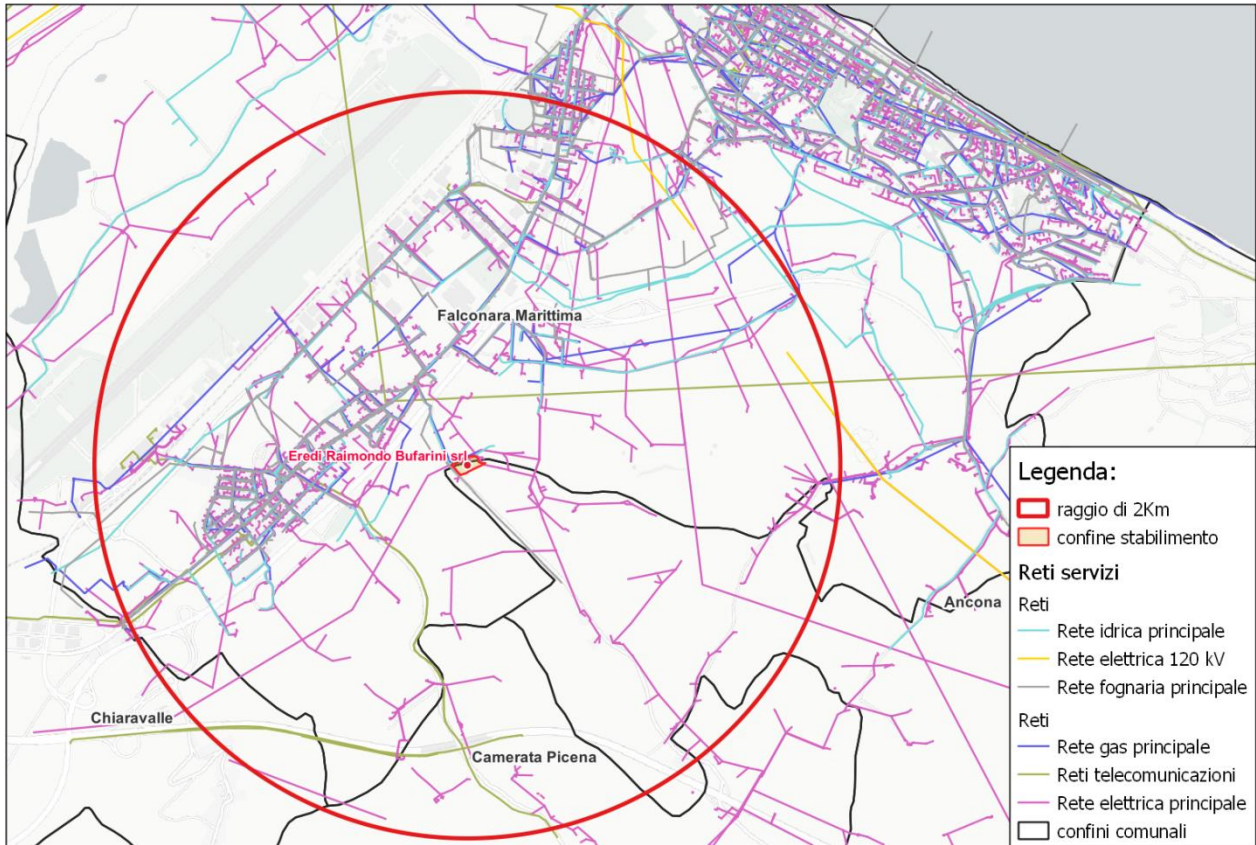 Falconara Marittima
Eredi Raimondo Bufarini srl
Ancona
Chiaravalle
Camerata Picena
Legenda:
raggio di 2Km
confine stabilimento
Reti servizi
Reti
Rete idrica principale
Rete elettrica 120 kV
Rete fognaria principale
Reti
Rete gas principale
Reti telecomunicazioni
Rete elettrica principale
confini comunali